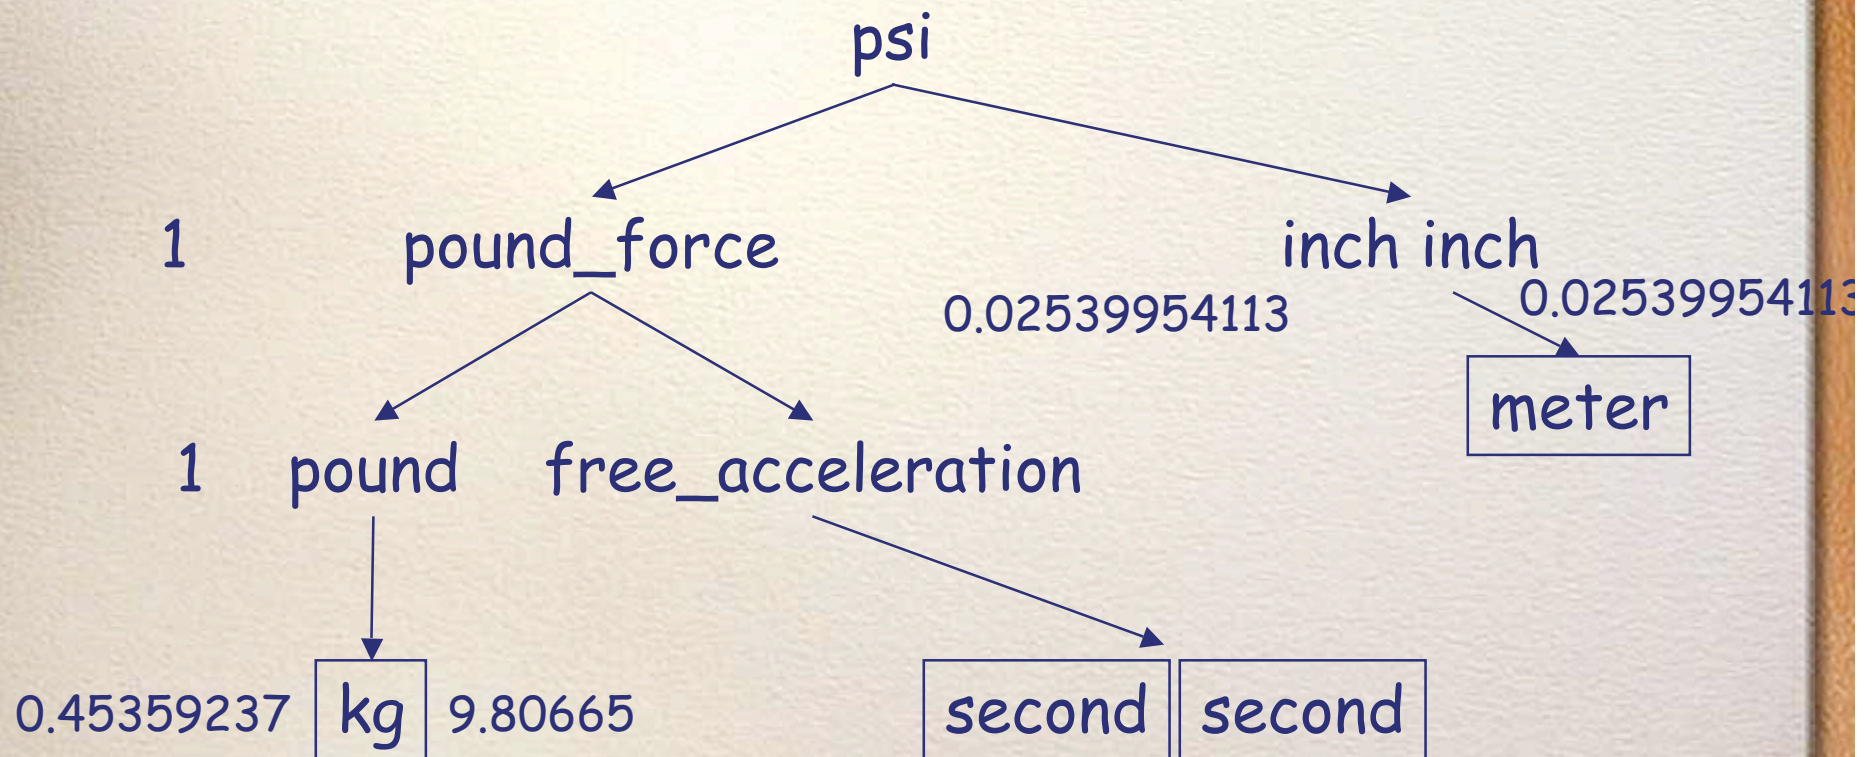 psi
1 pound_force inch inch
0.02539954113 0.02539954113
meter
1 pound free_acceleration
0.45359237 kg 9.80665 second second